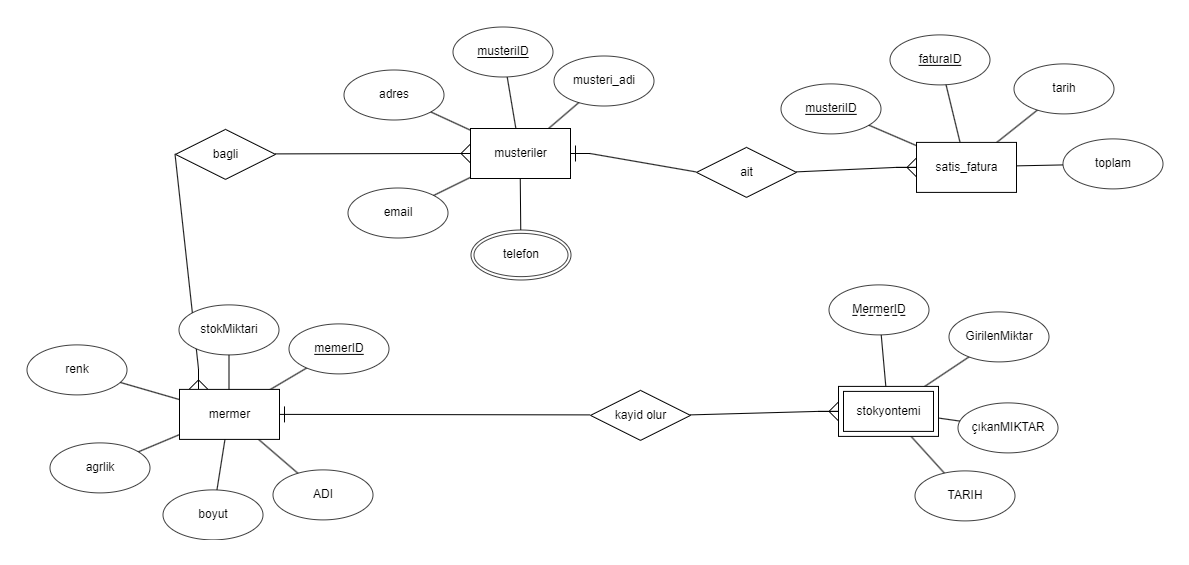 musteriID
faturaID
musteri_adi
tarih
adres
musteriID
bagli
musteriler
satis_fatura
toplam
ait
email
telefon
MermerID
stokMiktari
GirilenMiktar
memerID
renk
mermer
kayid olur
stokyontemi
çıkanMIKTAR
agrlik
ADI
TARIH
boyut